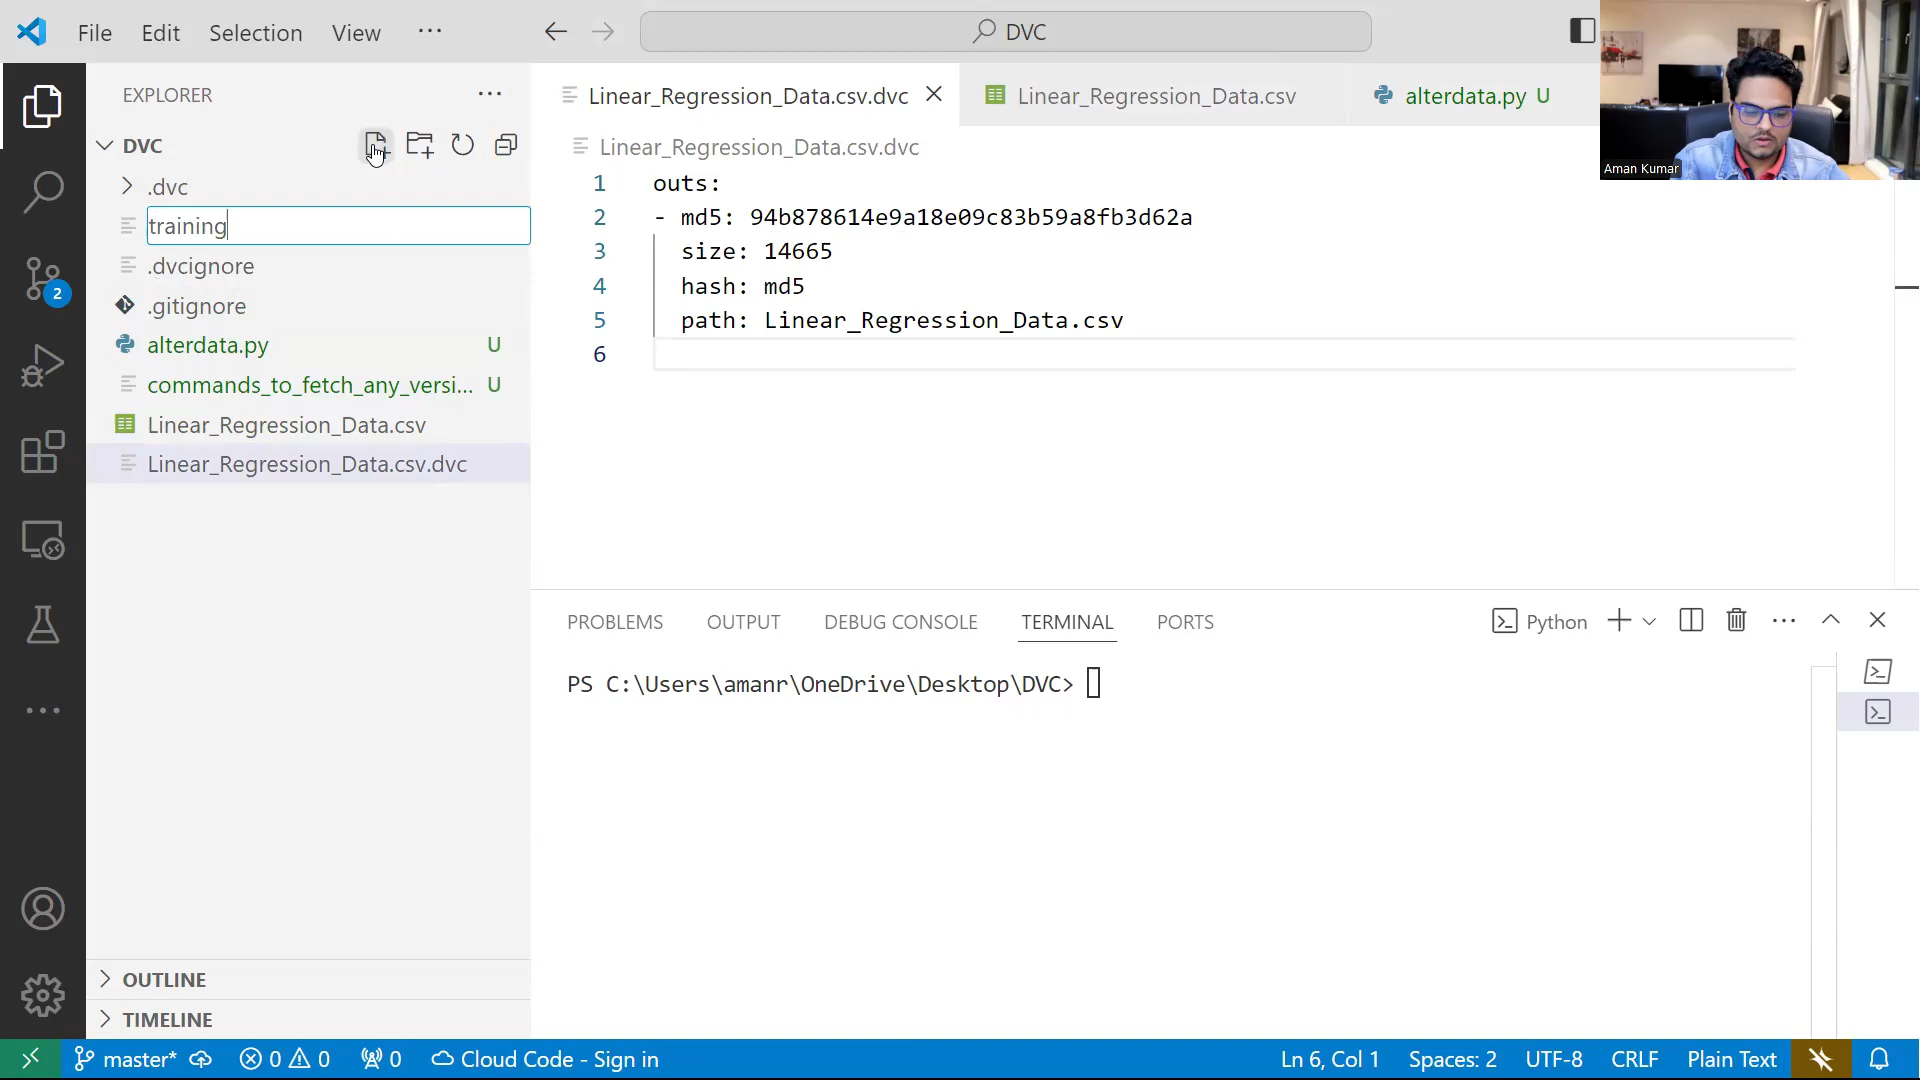 File Edit Selection View ··· DVC
EXPLORER ···
DVC
.dvc
training
.dvcignore
.gitignore
alterdata.py U
commands_to_fetch_any_versi... U
Linear_Regression_Data.csv
Linear_Regression_Data.csv.dvc
OUTLINE
TIMELINE
2
Linear_Regression_Data.csv.dvc Linear_Regression_Data.csv alterdata.py U
Linear_Regression_Data.csv.dvc
1 outs:
2 - md5: 94b878614e9a18e09c83b59a8fb3d62a
3 size: 14665
4 hash: md5
5 path: Linear_Regression_Data.csv
6
Aman Kumar
PROBLEMS OUTPUT DEBUG CONSOLE TERMINAL PORTS Python ···
PS C:\Users\amanr\OneDrive\Desktop\DVC>
master* 0 0 0 Cloud Code - Sign in Ln 6, Col 1 Spaces: 2 UTF-8 CRLF Plain Text